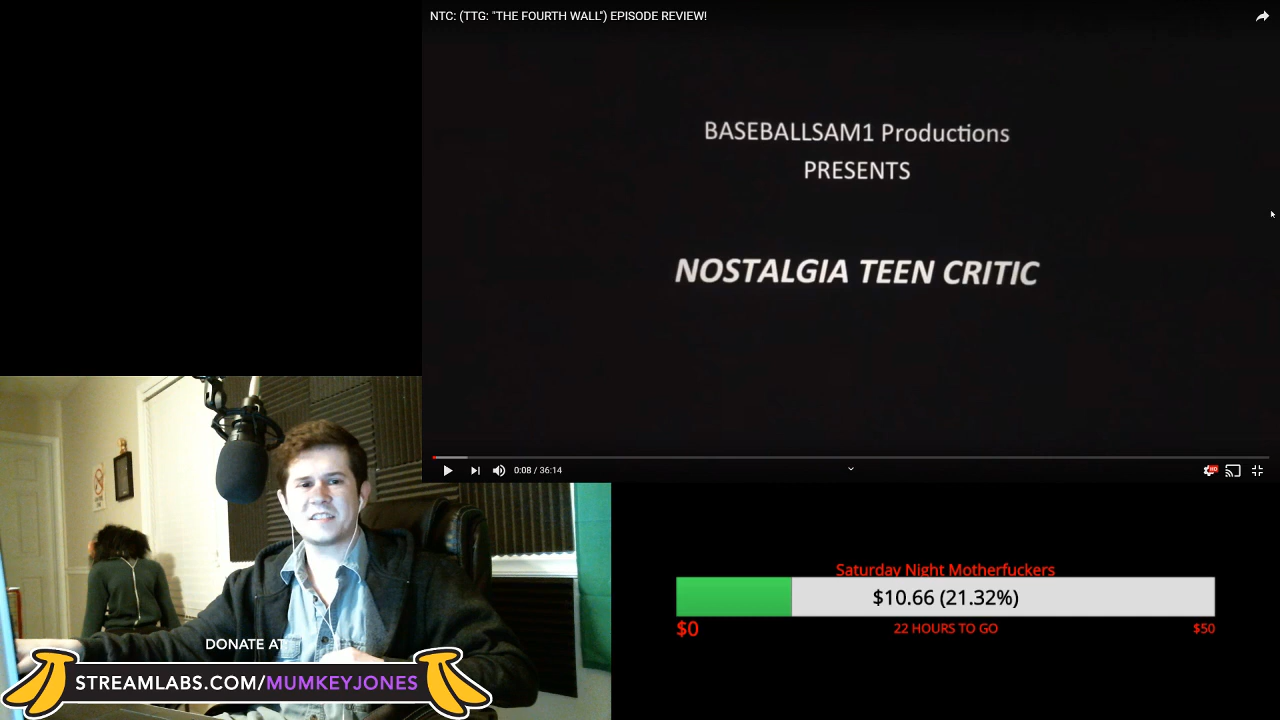 NTC: (TTG: "THE FOURTH WALL") EPISODE REVIEW!
BASEBALLSAM1 Productions
PRESENTS
NOSTALGIA TEEN CRITIC
0:08 / 36:14
HD
Saturday Night Motherfuckers
$10.66 (21.32%)
$0
22 HOURS TO GO
$50
DONATE AT:
STREAMLABS.COM/MUMKEYJONES